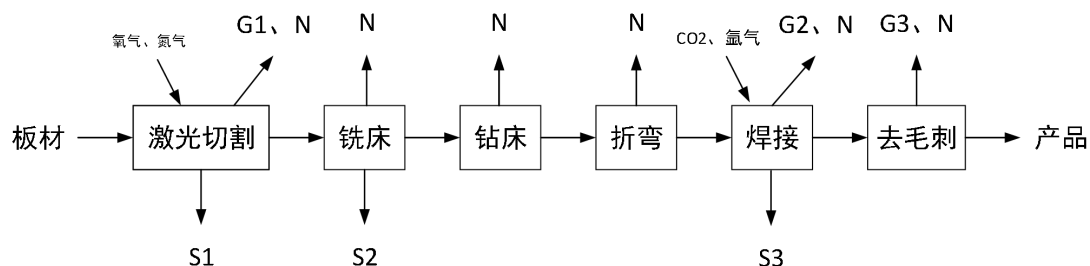 G1、N
N
N
N
G2、N
G3、N
氧气、氮气
CO2、氩气
板材
激光切割
铣床
钻床
折弯
焊接
去毛刺
产品
S1
S2
S3